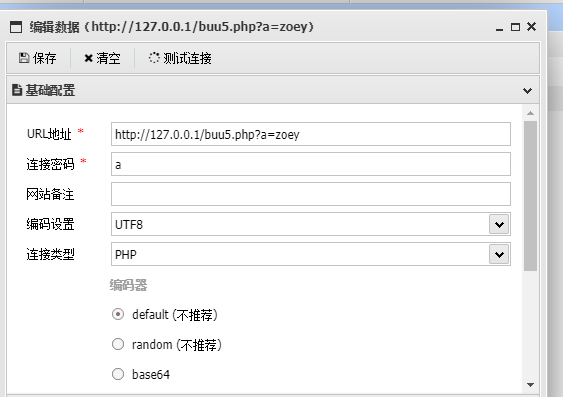 编辑数据 (http://127.0.0.1/buu5.php?a=zoey)
保存 清空 测试连接
基础配置
URL地址 * http://127.0.0.1/buu5.php?a=zoey
连接密码 * a
网站备注
编码设置 UTF8
连接类型 PHP
编码器
default (不推荐)
random (不推荐)
base64